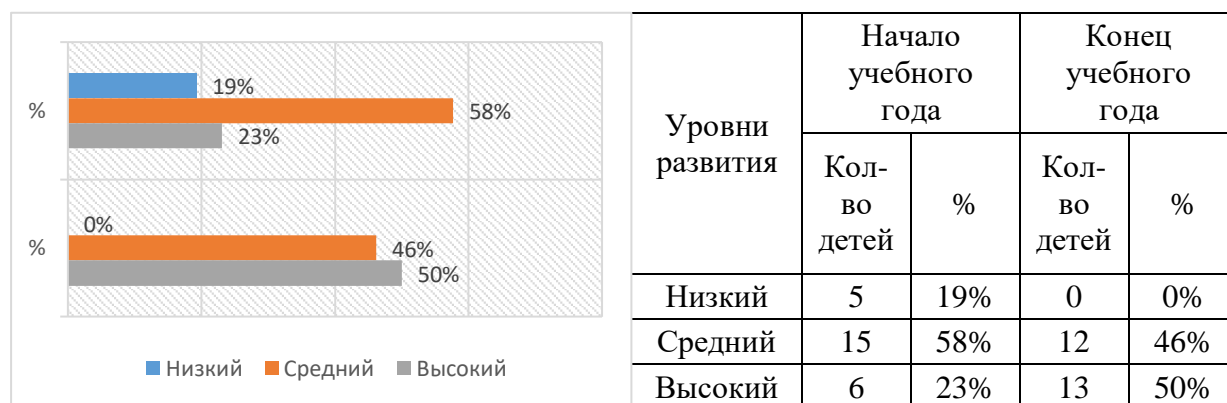 19%
%
58%
23%
0%
%
46%
50%
Низкий Средний Высокий
Уровни
развития
Начало
учебного
года
Конец
учебного
года
Кол-
во
детей
%
Кол-
во
детей
%
Низкий 5 19% 0 0%
Средний 15 58% 12 46%
Высокий 6 23% 13 50%